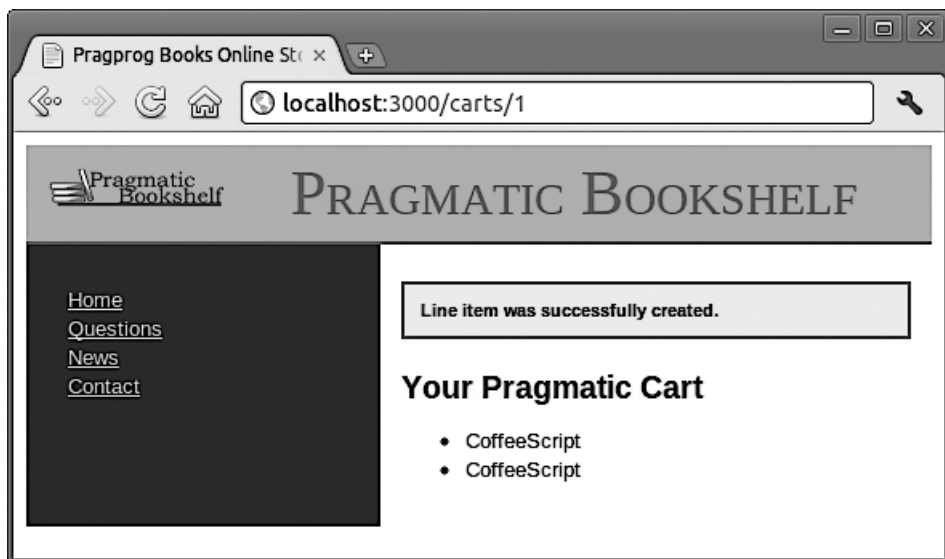 Pragprog Books Online Sto
localhost:3000/carts/1
Pragmatic
Bookshelf
PRAGMATIC BOOKSHELF
Home
Questions
News
Contact
Line item was successfully created.
Your Pragmatic Cart
• CoffeeScript
• CoffeeScript